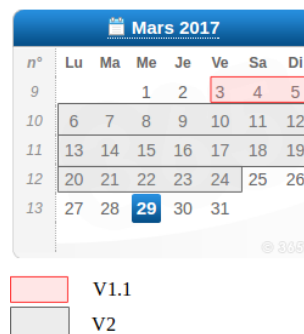 Mars 2017
n° Lu Ma Me Je Ve Sa Di
9 1 2 3 4 5
10 6 7 8 9 10 11 12
11 13 14 15 16 17 18 19
12 20 21 22 23 24 25 26
13 27 28 29 30 31
© 365
V1.1
V2